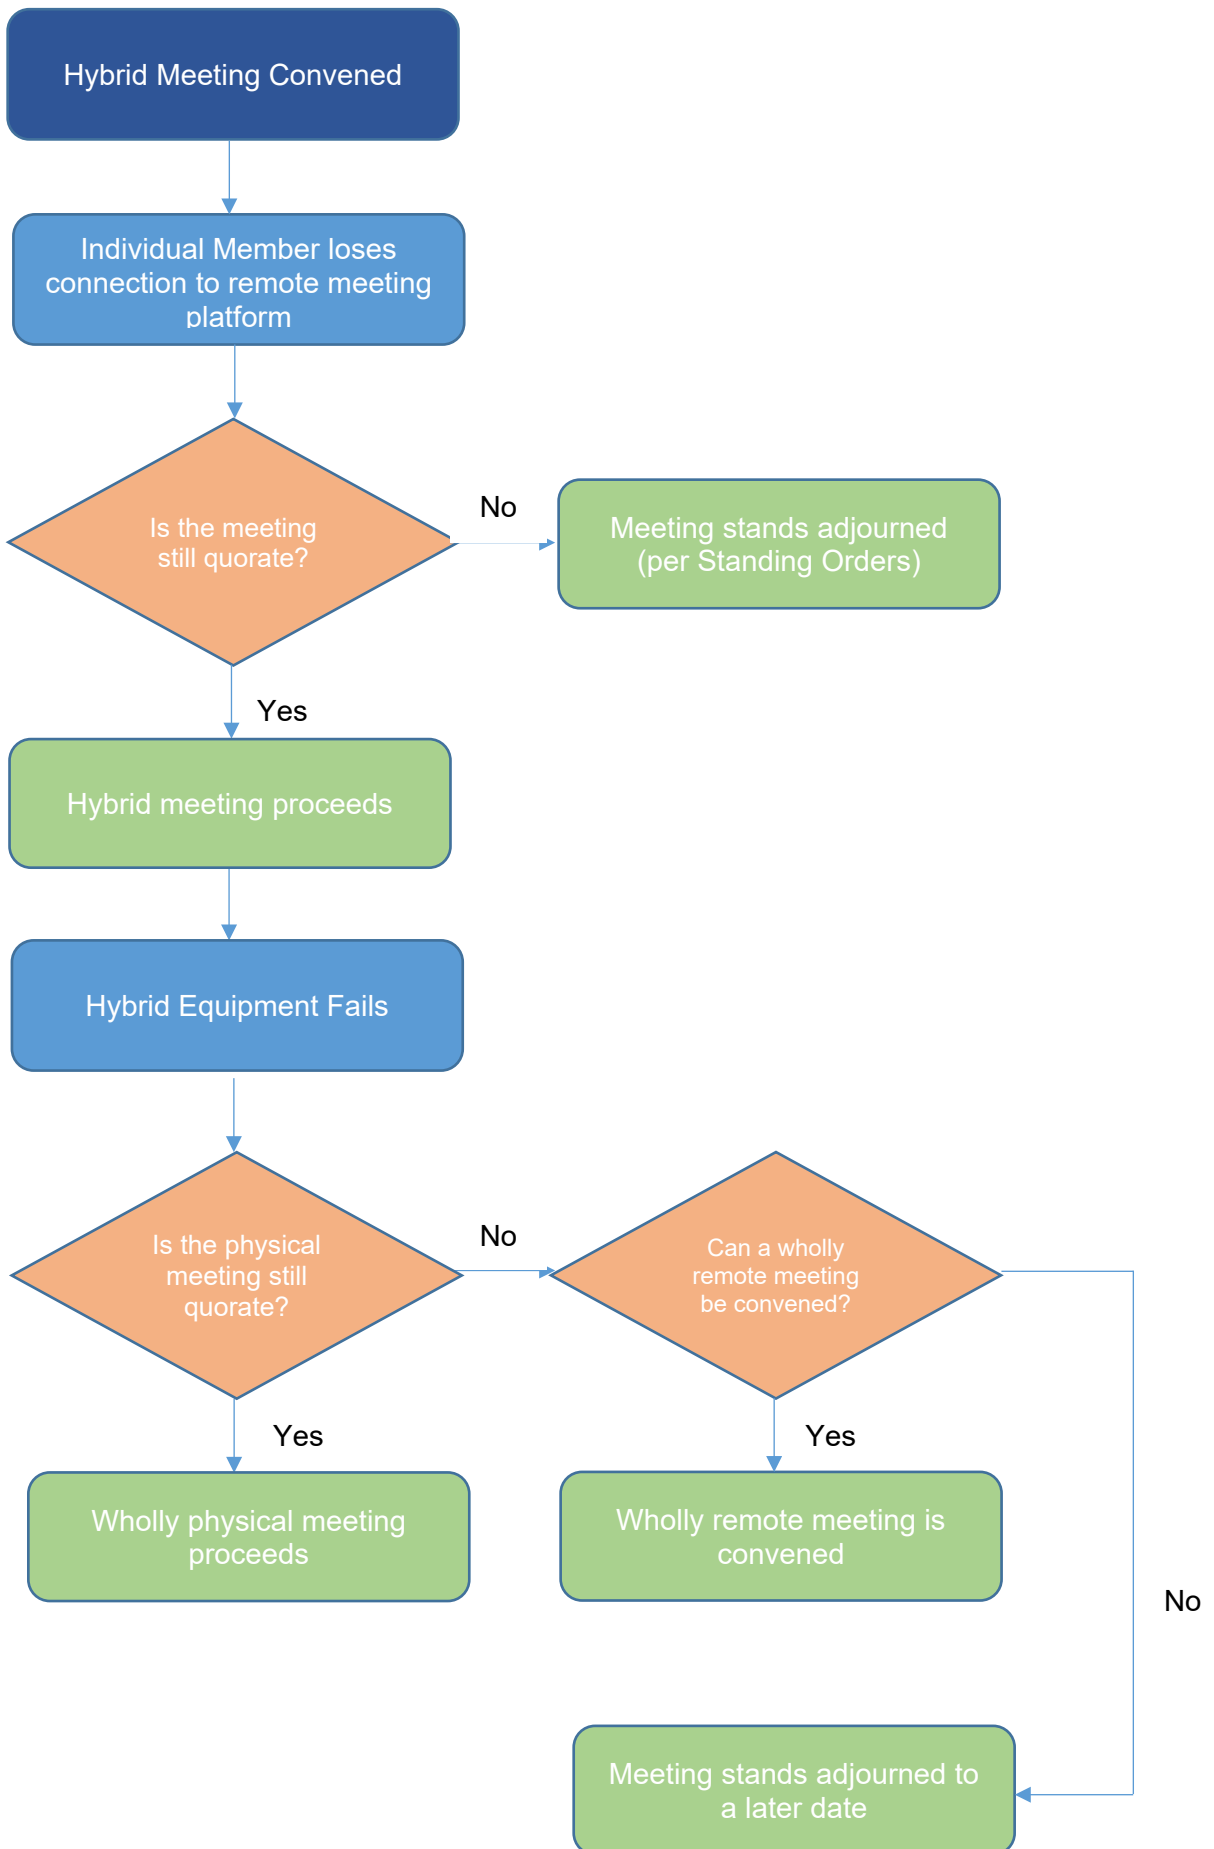 Hybrid Meeting Convened
Individual Member loses
connection to remote meeting
platform
Is the meeting
still quorate?
No
Meeting stands adjourned
(per Standing Orders)
Yes
Hybrid meeting proceeds
Hybrid Equipment Fails
Is the physical
meeting still
quorate?
No
Can a wholly
remote meeting
be convened?
Yes
Yes
Wholly physical meeting
proceeds
Wholly remote meeting is
convened
No
Meeting stands adjourned to
a later date